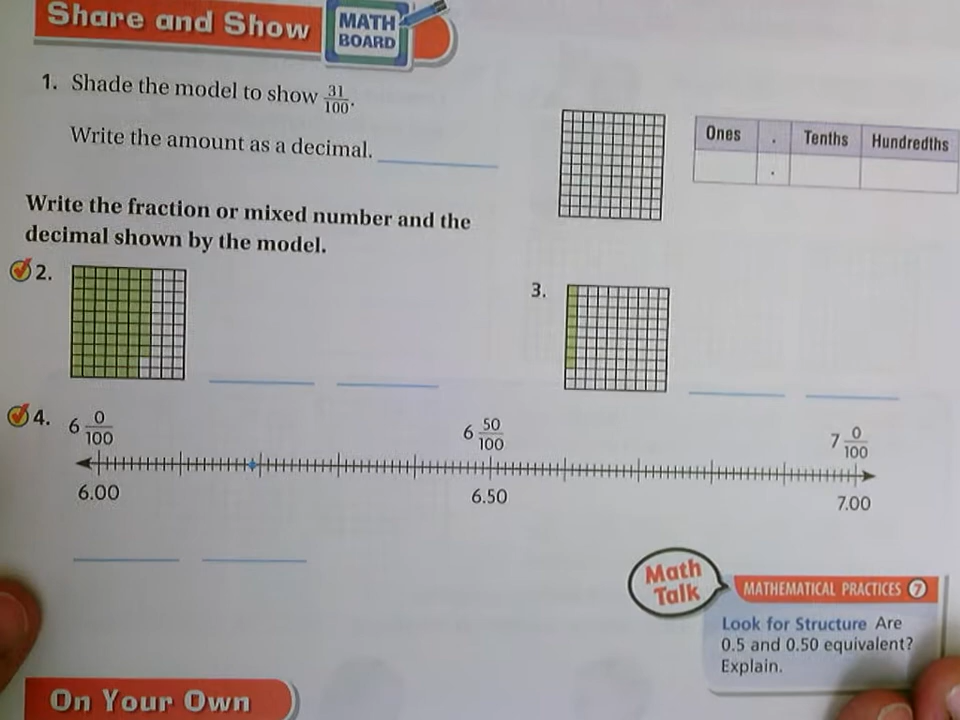 Share and Show
MATH
BOARD
1. Shade the model to show 31/100.
Write the amount as a decimal.
Ones . Tenths Hundredths
.
Write the fraction or mixed number and the
decimal shown by the model.
2.
3.
4. 6 0/100 6 50/100 7 0/100
6.00 6.50 7.00
Math
Talk
MATHEMATICAL PRACTICES 7
Look for Structure Are
0.5 and 0.50 equivalent?
Explain.
On Your Own